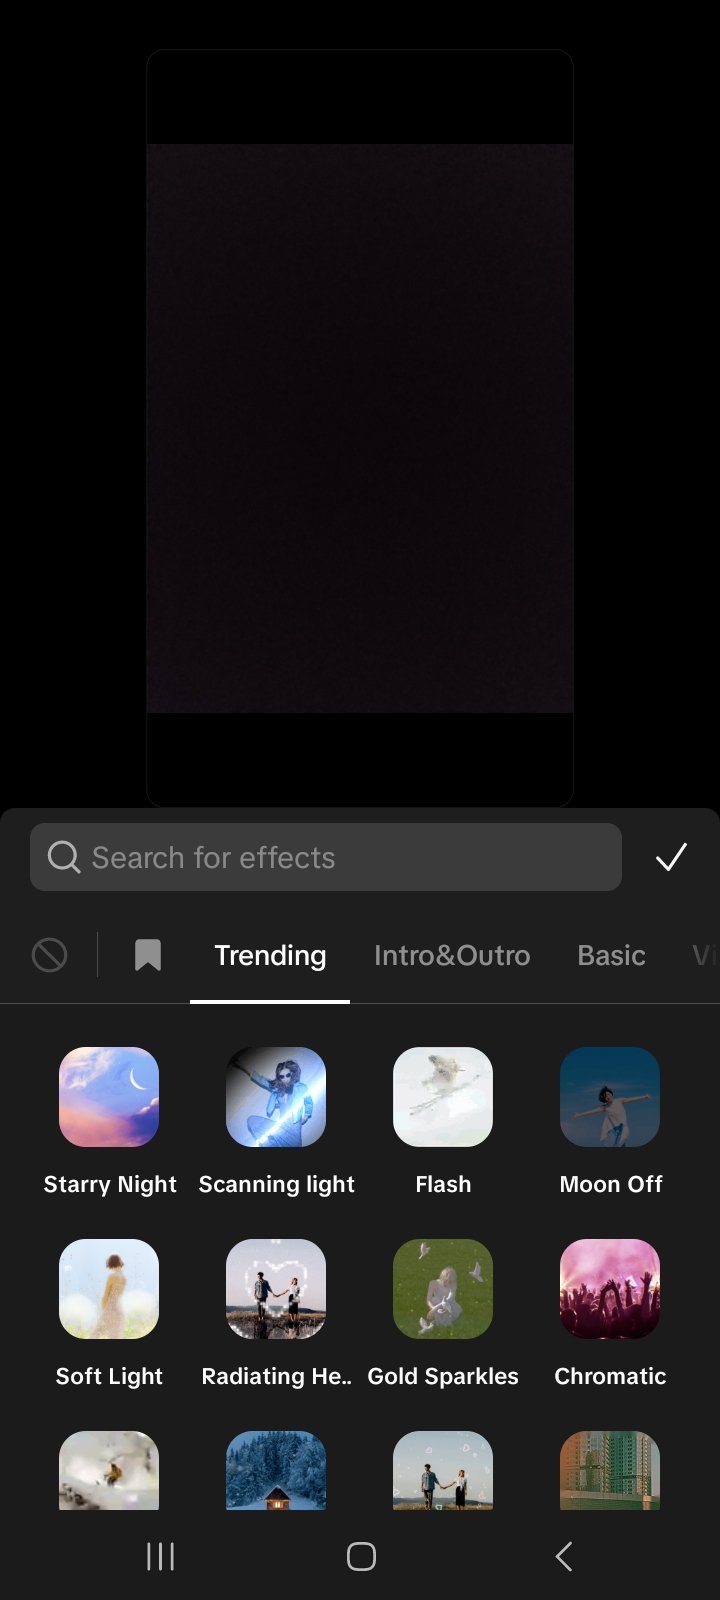 Search for effects
Trending Intro&Outro Basic Vi
Starry Night Scanning light Flash Moon Off
Soft Light Radiating He.. Gold Sparkles Chromatic